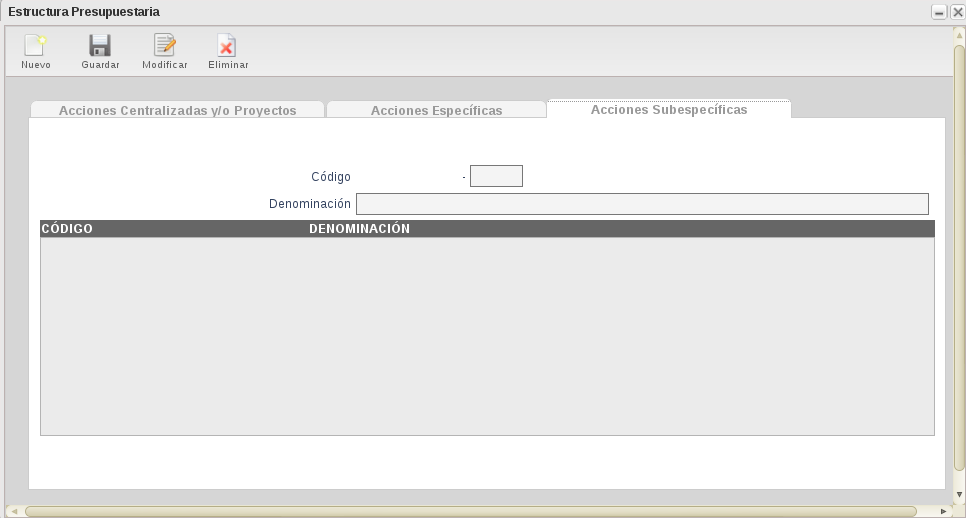 Estructura Presupuestaria
Nuevo Guardar Modificar Eliminar
Acciones Centralizadas y/o Proyectos Acciones Específicas Acciones Subespecíficas
Código -
Denominación
CÓDIGO DENOMINACIÓN